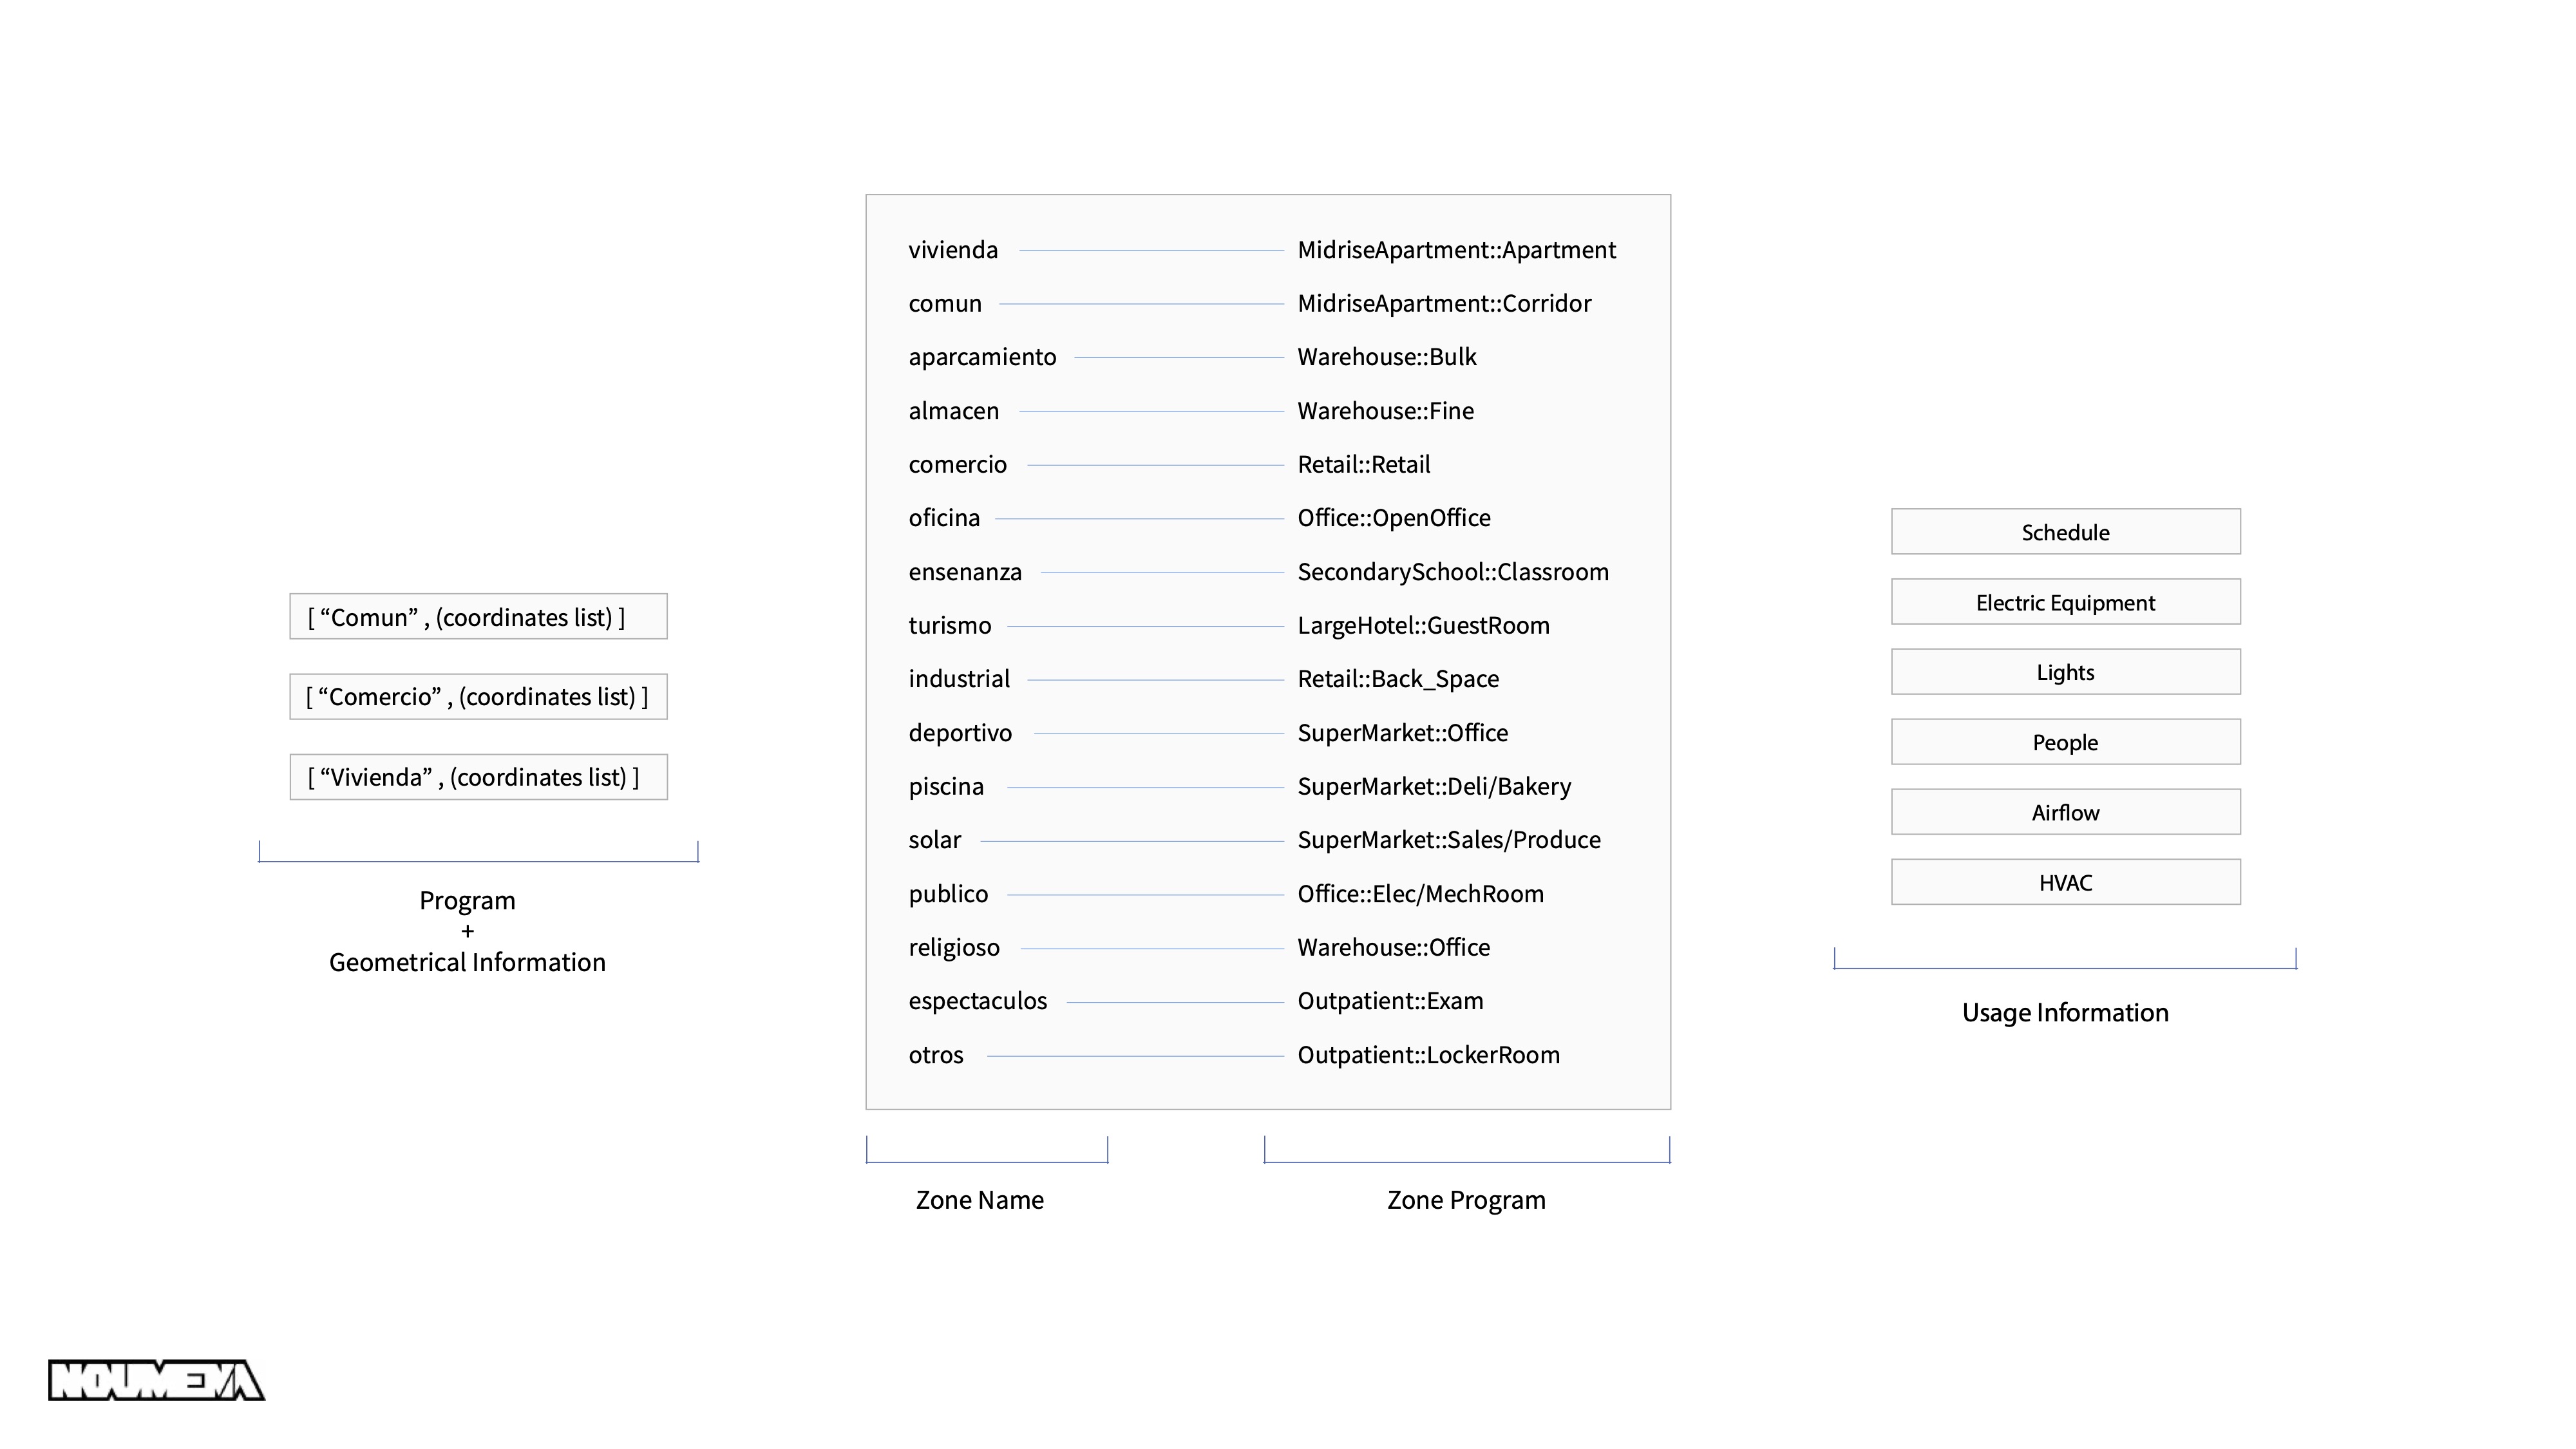 [ “Comun” , (coordinates list) ]
[ “Comercio” , (coordinates list) ]
[ “Vivienda” , (coordinates list) ]
Program
+
Geometrical Information
vivienda MidriseApartment::Apartment
comun MidriseApartment::Corridor
aparcamiento Warehouse::Bulk
almacen Warehouse::Fine
comercio Retail::Retail
oficina Office::OpenOffice
ensenanza SecondarySchool::Classroom
turismo LargeHotel::GuestRoom
industrial Retail::Back_Space
deportivo SuperMarket::Office
piscina SuperMarket::Deli/Bakery
solar SuperMarket::Sales/Produce
publico Office::Elec/MechRoom
religioso Warehouse::Office
espectaculos Outpatient::Exam
otros Outpatient::LockerRoom
Zone Name Zone Program
Schedule
Electric Equipment
Lights
People
Airflow
HVAC
Usage Information
NOUMENA